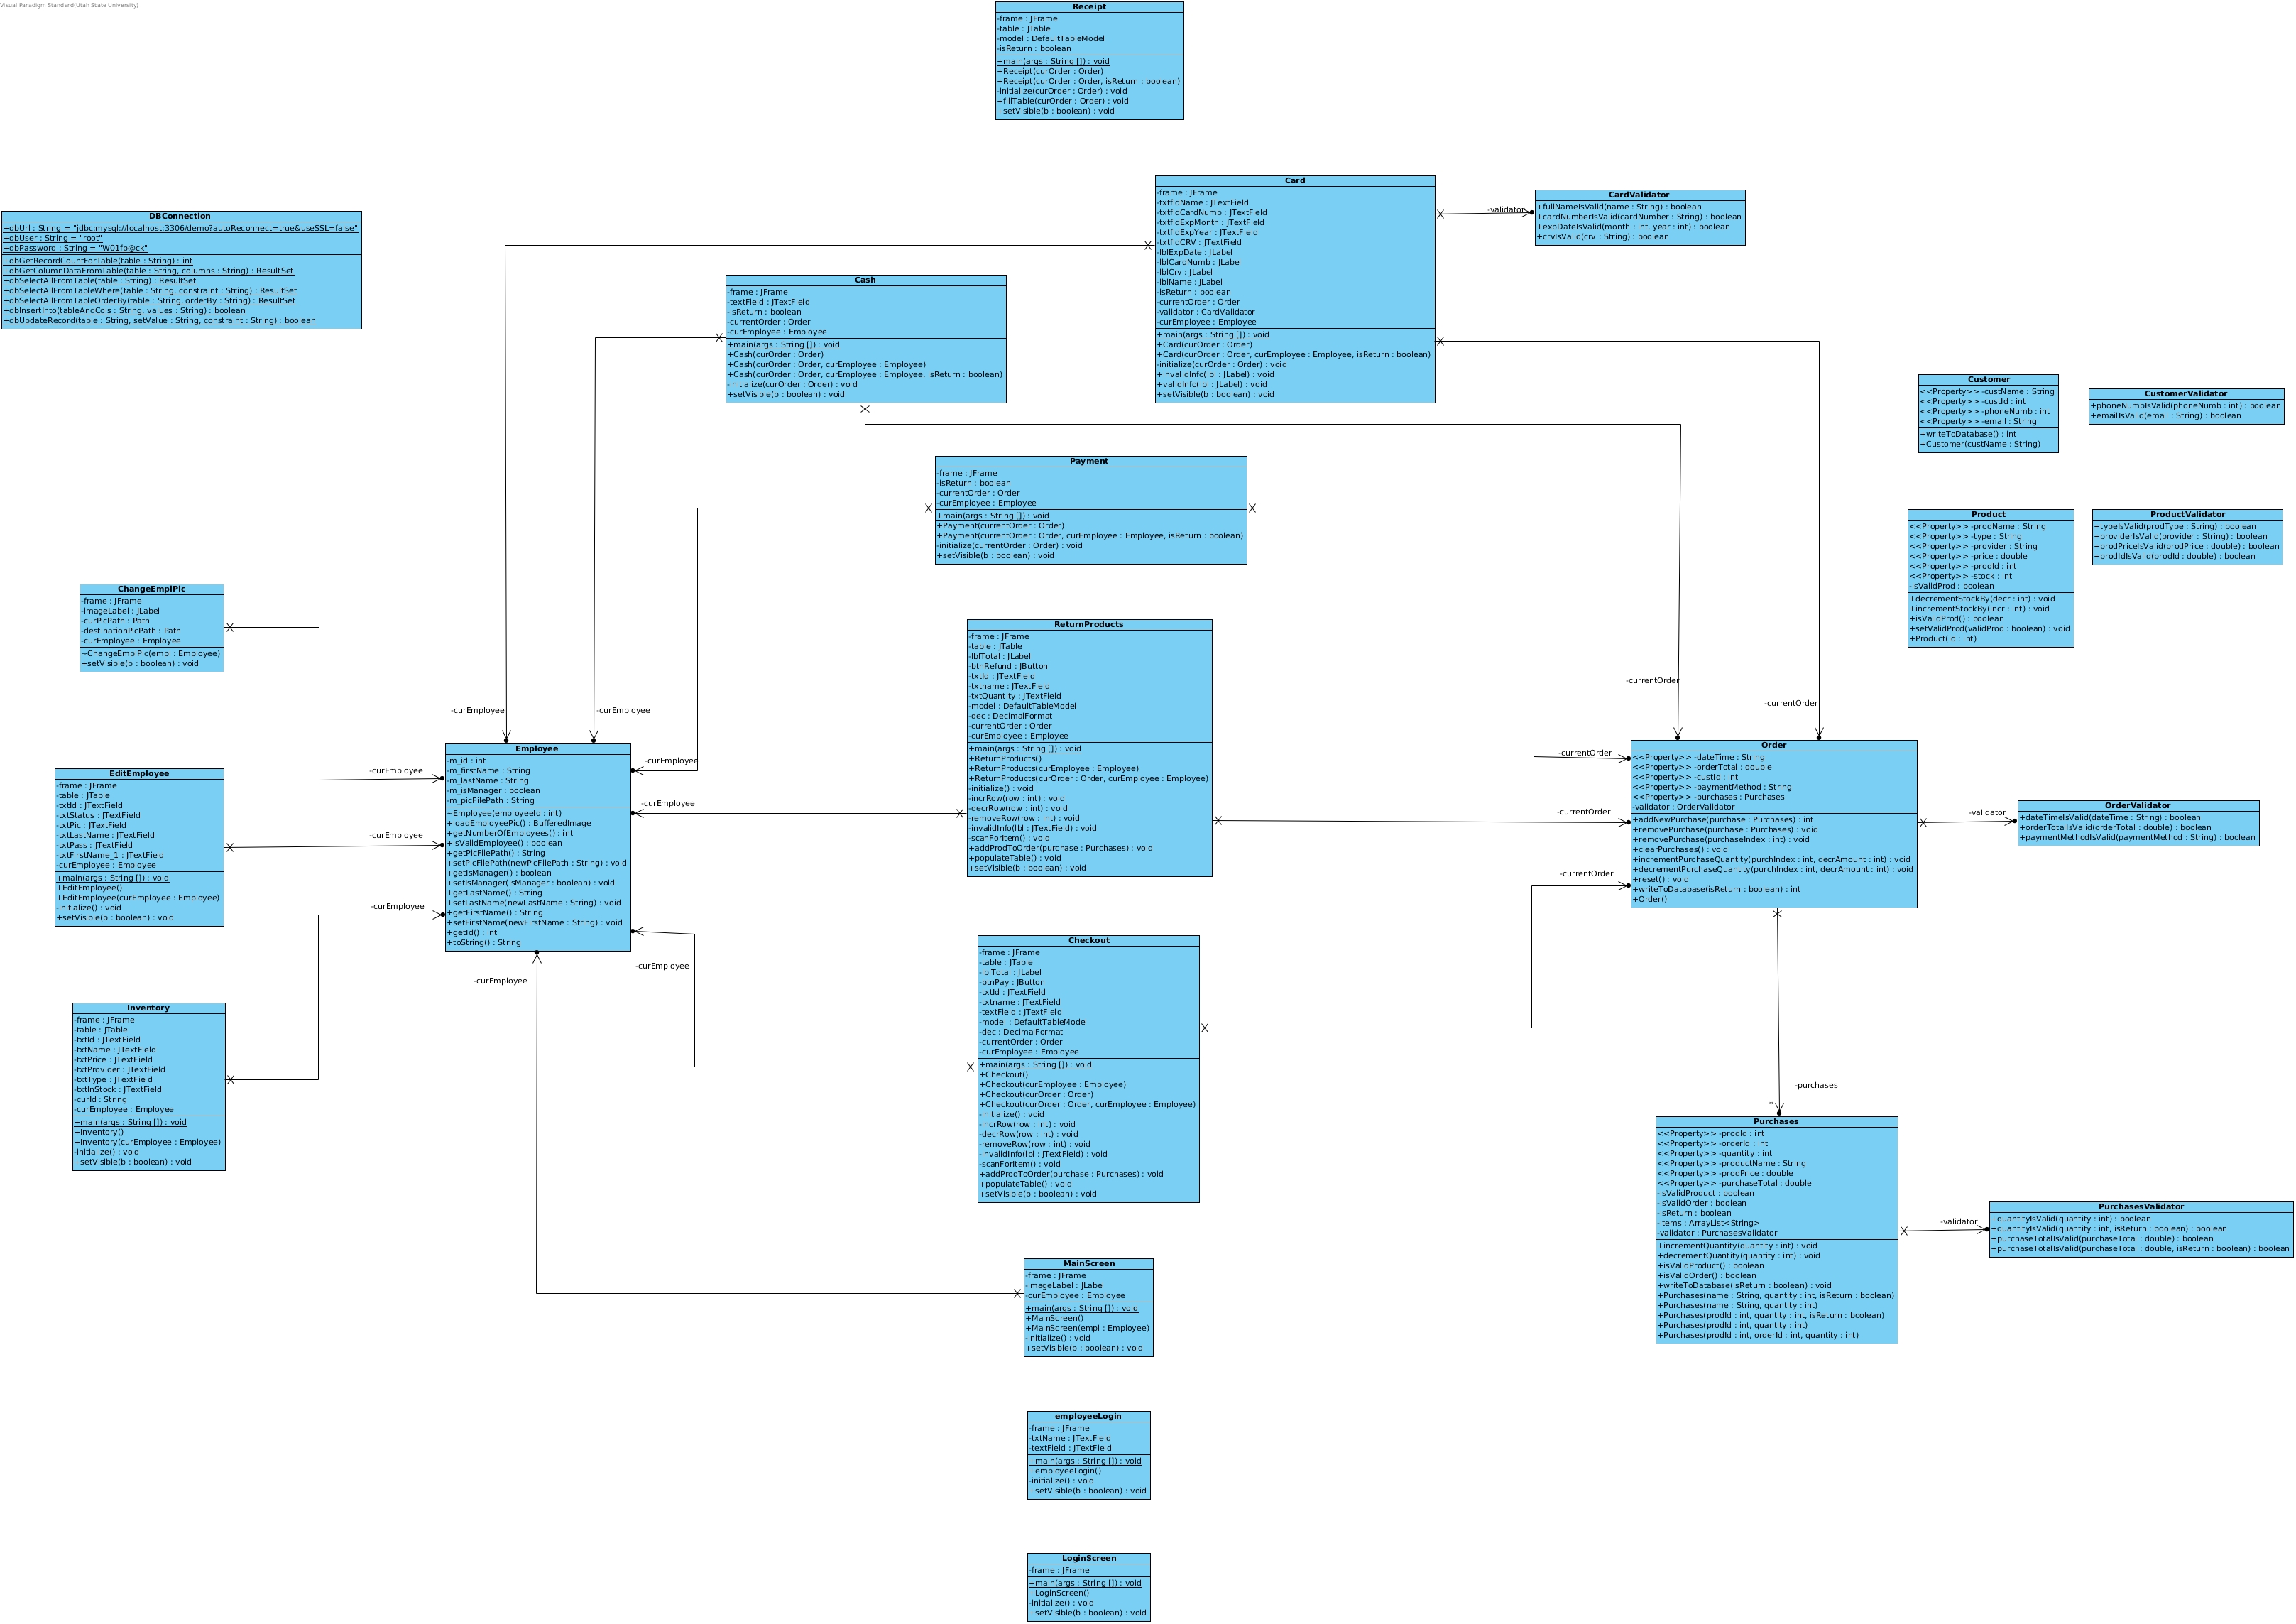 Visual Paradigm Standard(Utah State University)
Receipt
-frame : JFrame
-table : JTable
-model : DefaultTableModel
-isReturn : boolean
+main(args : String []) : void
+Receipt(curOrder : Order)
+Receipt(curOrder : Order, isReturn : boolean)
-initialize(curOrder : Order) : void
+fillTable(curOrder : Order) : void
+setVisible(b : boolean) : void
DBConnection
+dbUrl : String = "jdbc:mysql://localhost:3306/demo?autoReconnect=true&useSSL=false"
+dbUser : String = "root"
+dbPassword : String = "W01fp@ck"
+dbGetRecordCountForTable(table : String) : int
+dbGetColumnDataFromTable(table : String, columns : String) : ResultSet
+dbSelectAllFromTable(table : String) : ResultSet
+dbSelectAllFromTableWhere(table : String, constraint : String) : ResultSet
+dbSelectAllFromTableOrderBy(table : String, orderBy : String) : ResultSet
+dbInsertInto(tableAndCols : String, values : String) : boolean
+dbUpdateRecord(table : String, setValue : String, constraint : String) : boolean
Card
-frame : JFrame
-txtfldName : JTextField
-txtfldCardNumb : JTextField
-txtfldExpMonth : JTextField
-txtfldExpYear : JTextField
-txtfldCRV : JTextField
-lblExpDate : JLabel
-lblCardNumb : JLabel
-lblCrv : JLabel
-lblName : JLabel
-isReturn : boolean
-currentOrder : Order
-validator : CardValidator
-curEmployee : Employee
+main(args : String []) : void
+Card(curOrder : Order)
+Card(curOrder : Order, curEmployee : Employee, isReturn : boolean)
-initialize(curOrder : Order) : void
+invalidInfo(lbl : JLabel) : void
+validInfo(lbl : JLabel) : void
+setVisible(b : boolean) : void
-validator
CardValidator
+fullNameIsValid(name : String) : boolean
+cardNumberIsValid(cardNumber : String) : boolean
+expDateIsValid(month : int, year : int) : boolean
+crvIsValid(crv : String) : boolean
Cash
-frame : JFrame
-textField : JTextField
-isReturn : boolean
-currentOrder : Order
-curEmployee : Employee
+main(args : String []) : void
+Cash(curOrder : Order)
+Cash(curOrder : Order, curEmployee : Employee)
+Cash(curOrder : Order, curEmployee : Employee, isReturn : boolean)
-initialize(curOrder : Order) : void
+setVisible(b : boolean) : void
Customer
<<Property>> -custName : String
<<Property>> -custId : int
<<Property>> -phoneNumb : int
<<Property>> -email : String
+writeToDatabase() : int
+Customer(custName : String)
CustomerValidator
+phoneNumbIsValid(phoneNumb : int) : boolean
+emailIsValid(email : String) : boolean
Payment
-frame : JFrame
-isReturn : boolean
-currentOrder : Order
-curEmployee : Employee
+main(args : String []) : void
+Payment(currentOrder : Order)
+Payment(currentOrder : Order, curEmployee : Employee, isReturn : boolean)
-initialize(currentOrder : Order) : void
+setVisible(b : boolean) : void
Product
<<Property>> -prodName : String
<<Property>> -type : String
<<Property>> -provider : String
<<Property>> -price : double
<<Property>> -prodId : int
<<Property>> -stock : int
-isValidProd : boolean
+decrementStockBy(decr : int) : void
+incrementStockBy(incr : int) : void
+isValidProd() : boolean
+setValidProd(validProd : boolean) : void
+Product(id : int)
ProductValidator
+typeIsValid(prodType : String) : boolean
+providerIsValid(provider : String) : boolean
+prodPriceIsValid(prodPrice : double) : boolean
+prodIdIsValid(prodId : double) : boolean
ChangeEmplPic
-frame : JFrame
-imageLabel : JLabel
-curPicPath : Path
-destinationPicPath : Path
-curEmployee : Employee
~ChangeEmplPic(empl : Employee)
+setVisible(b : boolean) : void
ReturnProducts
-frame : JFrame
-table : JTable
-lblTotal : JLabel
-btnRefund : JButton
-txtId : JTextField
-txtname : JTextField
-txtQuantity : JTextField
-model : DefaultTableModel
-dec : DecimalFormat
-currentOrder : Order
-curEmployee : Employee
+main(args : String []) : void
+ReturnProducts()
+ReturnProducts(curEmployee : Employee)
+ReturnProducts(curOrder : Order, curEmployee : Employee)
-initialize() : void
-incrRow(row : int) : void
-decrRow(row : int) : void
-removeRow(row : int) : void
-invalidInfo(lbl : JTextField) : void
-scanForItem() : void
+addProdToOrder(purchase : Purchases) : void
+populateTable() : void
+setVisible(b : boolean) : void
-currentOrder
-currentOrder
-curEmployee
-curEmployee
-currentOrder
-curEmployee
-curEmployee
-curEmployee
-currentOrder
-curEmployee
-currentOrder
-curEmployee
-curEmployee
-curEmployee
Employee
-m_id : int
-m_firstName : String
-m_lastName : String
-m_isManager : boolean
-m_picFilePath : String
~Employee(employeeId : int)
+loadEmployeePic() : BufferedImage
+getNumberOfEmployees() : int
+isValidEmployee() : boolean
+getPicFilePath() : String
+setPicFilePath(newPicFilePath : String) : void
+getIsManager() : boolean
+setIsManager(isManager : boolean) : void
+getLastName() : String
+setLastName(newLastName : String) : void
+getFirstName() : String
+setFirstName(newFirstName : String) : void
+getId() : int
+toString() : String
EditEmployee
-frame : JFrame
-table : JTable
-txtId : JTextField
-txtStatus : JTextField
-txtPic : JTextField
-txtLastName : JTextField
-txtPass : JTextField
-txtFirstName_1 : JTextField
-curEmployee : Employee
+main(args : String []) : void
+EditEmployee()
+EditEmployee(curEmployee : Employee)
-initialize() : void
+setVisible(b : boolean) : void
Order
<<Property>> -dateTime : String
<<Property>> -orderTotal : double
<<Property>> -custId : int
<<Property>> -paymentMethod : String
<<Property>> -purchases : Purchases
-validator : OrderValidator
+addNewPurchase(purchase : Purchases) : int
+removePurchase(purchase : Purchases) : void
+removePurchase(purchaseIndex : int) : void
+clearPurchases() : void
+incrementPurchaseQuantity(purchIndex : int, decrAmount : int) : void
+decrementPurchaseQuantity(purchIndex : int, decrAmount : int) : void
+reset() : void
+writeToDatabase(isReturn : boolean) : int
+Order()
-validator
OrderValidator
+dateTimeIsValid(dateTime : String) : boolean
+orderTotalIsValid(orderTotal : double) : boolean
+paymentMethodIsValid(paymentMethod : String) : boolean
Checkout
-frame : JFrame
-table : JTable
-lblTotal : JLabel
-btnPay : JButton
-txtId : JTextField
-txtname : JTextField
-textField : JTextField
-model : DefaultTableModel
-dec : DecimalFormat
-currentOrder : Order
-curEmployee : Employee
+main(args : String []) : void
+Checkout()
+Checkout(curEmployee : Employee)
+Checkout(curOrder : Order)
+Checkout(curOrder : Order, curEmployee : Employee)
-initialize() : void
-incrRow(row : int) : void
-decrRow(row : int) : void
-removeRow(row : int) : void
-invalidInfo(lbl : JTextField) : void
-scanForItem() : void
+addProdToOrder(purchase : Purchases) : void
+populateTable() : void
+setVisible(b : boolean) : void
Inventory
-frame : JFrame
-table : JTable
-txtId : JTextField
-txtName : JTextField
-txtPrice : JTextField
-txtProvider : JTextField
-txtType : JTextField
-txtInStock : JTextField
-curId : String
-curEmployee : Employee
+main(args : String []) : void
+Inventory()
+Inventory(curEmployee : Employee)
-initialize() : void
+setVisible(b : boolean) : void
-purchases
*
Purchases
<<Property>> -prodId : int
<<Property>> -orderId : int
<<Property>> -quantity : int
<<Property>> -productName : String
<<Property>> -prodPrice : double
<<Property>> -purchaseTotal : double
-isValidProduct : boolean
-isValidOrder : boolean
-isReturn : boolean
-items : ArrayList<String>
-validator : PurchasesValidator
+incrementQuantity(quantity : int) : void
+decrementQuantity(quantity : int) : void
+isValidProduct() : boolean
+isValidOrder() : boolean
+writeToDatabase(isReturn : boolean) : void
+Purchases(name : String, quantity : int, isReturn : boolean)
+Purchases(name : String, quantity : int)
+Purchases(prodId : int, quantity : int, isReturn : boolean)
+Purchases(prodId : int, quantity : int)
+Purchases(prodId : int, orderId : int, quantity : int)
-validator
PurchasesValidator
+quantityIsValid(quantity : int) : boolean
+quantityIsValid(quantity : int, isReturn : boolean) : boolean
+purchaseTotalIsValid(purchaseTotal : double) : boolean
+purchaseTotalIsValid(purchaseTotal : double, isReturn : boolean) : boolean
MainScreen
-frame : JFrame
-imageLabel : JLabel
-curEmployee : Employee
+main(args : String []) : void
+MainScreen()
+MainScreen(empl : Employee)
-initialize() : void
+setVisible(b : boolean) : void
employeeLogin
-frame : JFrame
-txtName : JTextField
-textField : JTextField
+main(args : String []) : void
+employeeLogin()
-initialize() : void
+setVisible(b : boolean) : void
LoginScreen
-frame : JFrame
+main(args : String []) : void
+LoginScreen()
-initialize() : void
+setVisible(b : boolean) : void